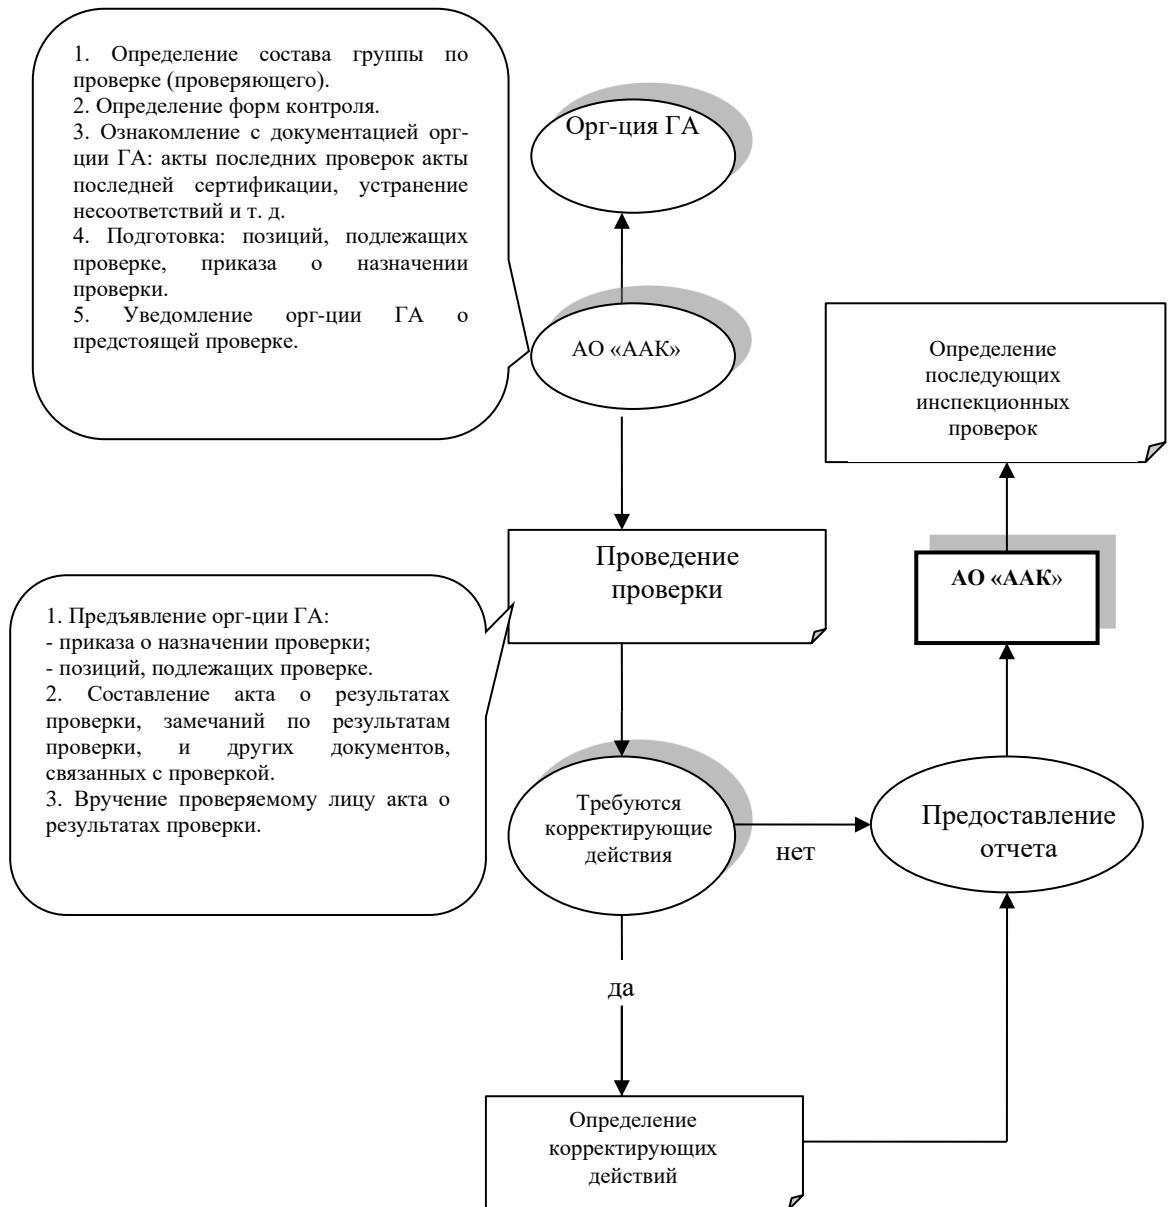 1. Определение состава группы по
проверке (проверяющего).
2. Определение форм контроля.
3. Ознакомление с документацией орг-
ции ГА: акты последних проверок акты
последней сертификации, устранение
несоответствий и т. д.
4. Подготовка: позиций, подлежащих
проверке, приказа о назначении
проверки.
5. Уведомление орг-ции ГА о
предстоящей проверке.
Орг-ция ГА
АО «ААК»
Определение
последующих
инспекционных
проверок
Проведение
проверки
АО «ААК»
1. Предъявление орг-ции ГА:
- приказа о назначении проверки;
- позиций, подлежащих проверке.
2. Составление акта о результатах
проверки, замечаний по результатам
проверки, и других документов,
связанных с проверкой.
3. Вручение проверяемому лицу акта о
результатах проверки.
Требуются
корректирующие
действия
нет
Предоставление
отчета
да
Определение
корректирующих
действий